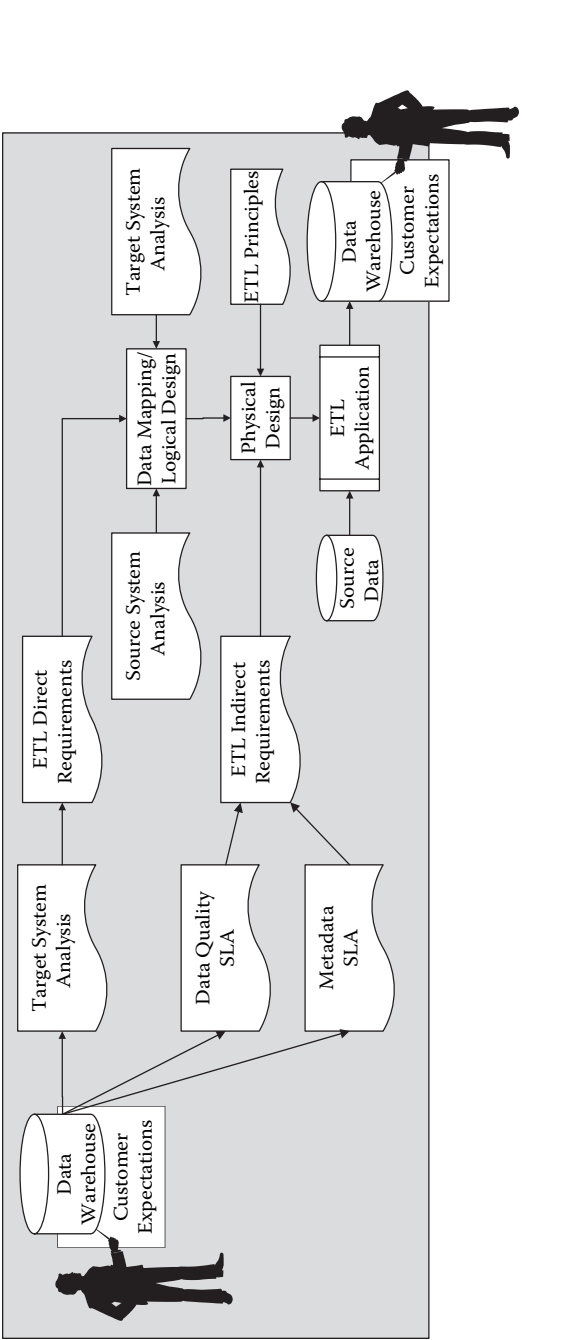 Data
Warehouse
Customer
Expectations
Target System
Analysis
Data Quality
SLA
Metadata
SLA
ETL Direct
Requirements
ETL Indirect
Requirements
Source System
Analysis
Source
Data
Data Mapping/
Logical Design
Physical
Design
ETL
Application
Target System
Analysis
ETL Principles
Data
Warehouse
Customer
Expectations